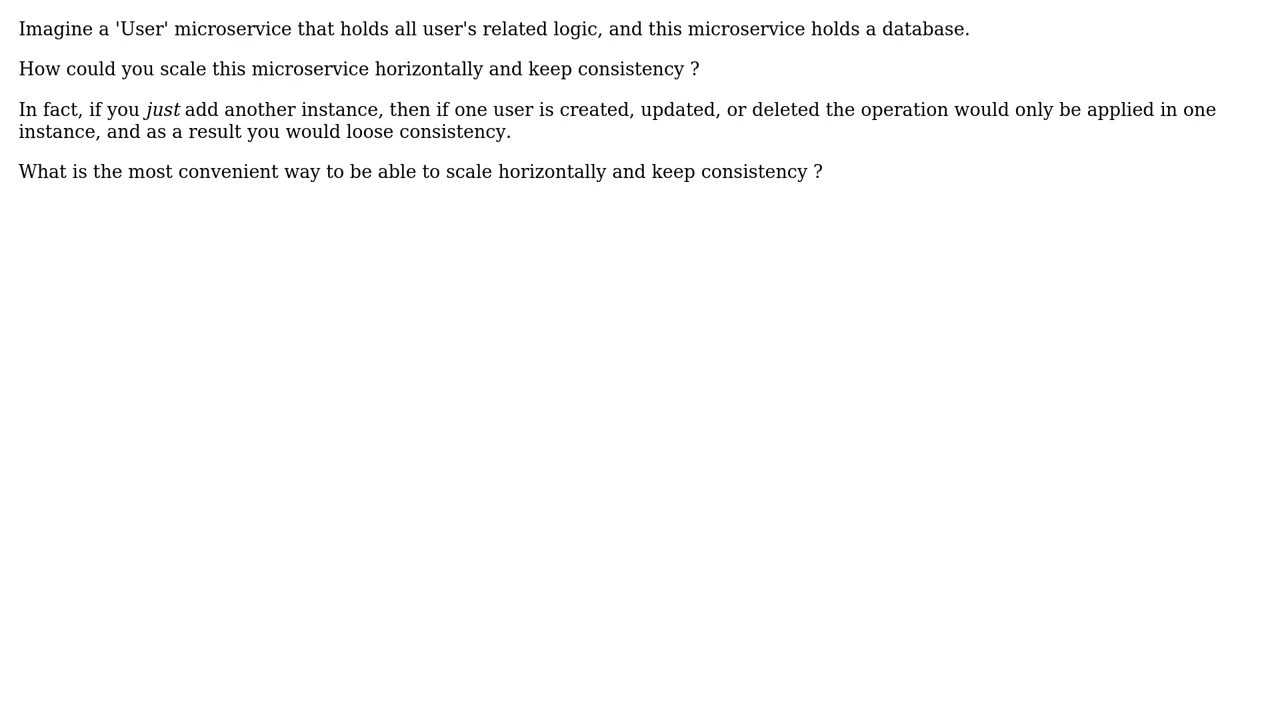 Imagine a 'User' microservice that holds all user's related logic, and this microservice holds a database.
How could you scale this microservice horizontally and keep consistency ?
In fact, if you just add another instance, then if one user is created, updated, or deleted the operation would only be applied in one
instance, and as a result you would loose consistency.
What is the most convenient way to be able to scale horizontally and keep consistency ?